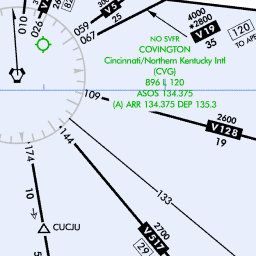 010
026
059
067
V5
25
4000
*2800
V19
35
120
TO AP
NO SVFR
COVINGTON
Cincinnati/Northern Kentucky Intl
(CVG)
896 L 120
ASOS 134.375
(A) ARR 134.375 DEP 135.3
109
2600
V128
19
144
174
133
10
CUCJU
2700
V517
29